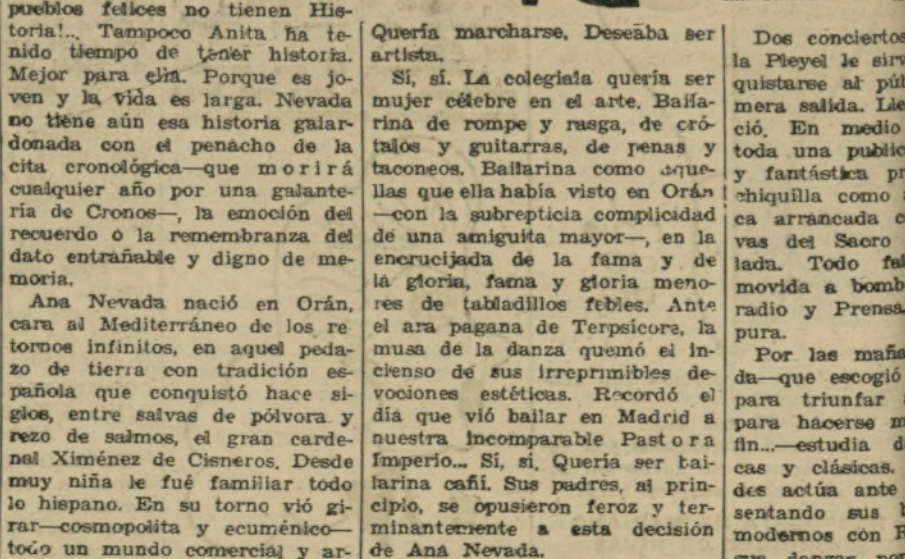 pueblos felices no tienen His-
toria!... Tampoco Anita ha te-
nido tiempo de tener historia.
Mejor para ella. Porque es jo-
ven y la vida es larga. Nevada
no tiene aún esa historia galar-
donada con el penacho de la
cita cronológica—que morirá
cualquier año por una galante-
ría de Cronos—, la emoción del
recuerdo o la remembranza del
dato entrañable y digno de me-
moria.
Ana Nevada nació en Orán,
cara al Mediterráneo de los re
tornos infinitos, en aquel peda-
zo de tierra con tradición es-
pañola que conquistó hace si-
glos, entre salvas de pólvora y
rezo de salmos, el gran carde-
nal Ximénez de Cisneros. Desde
muy niña le fué familiar todo
lo hispano. En su torno vió gi-
rar—cosmopolita y ecuménico—
todo un mundo comercial y ar-
Quería marcharse, Deseaba ser
artista.
Sí, sí. La colegiala quería ser
mujer célebre en el arte. Baila-
rina de rompe y rasga, de cró-
talos y guitarras, de penas y
taconeos. Bailarina como aque-
llas que ella había visto en Orán
—con la subrepticia complicidad
de una amiguita mayor—, en la
encrucijada de la fama y de
la gloria, fama y gloria meno-
res de tabladillos febles. Ante
el ara pagana de Terpsícore, la
musa de la danza quemó el in-
cienso de sus irreprimibles de-
vociones estéticas. Recordó el
día que vió bailar en Madrid a
nuestra incomparable Pastora
Imperio... Sí, sí. Quería ser bai-
larina cañí. Sus padres, al prin-
cipio, se opusieron feroz y ter-
minantemente a esta decisión
de Ana Nevada.
Dos conciertos
la Pleyel le sirv
quistarse al púb
mera salida. Lle
ció. En medio
toda una public
y fantástica pr
chiquilla como
ca arrancada c
vas del Sacro
lada. Todo fal
movida a bomb
radio y Prensa
pura.
Por las maña
da—que escogió
para triunfar
para hacerse m
fin...—estudia d
cas y clásicas.
des actúa ante
sentando sus b
modernos con R